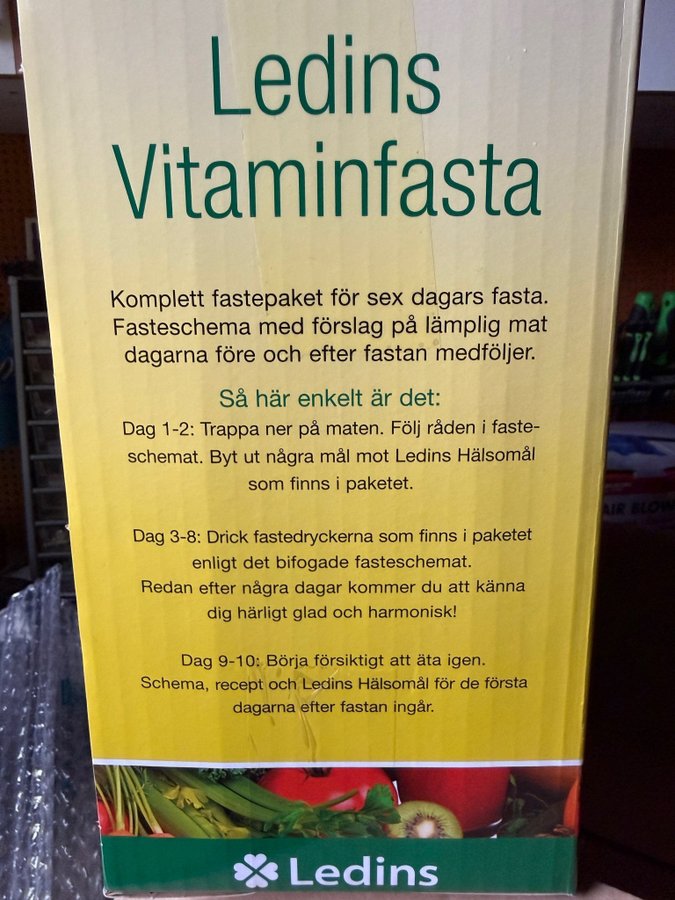 Ledins
Vitaminfasta
Komplett fastepaket för sex dagars fasta.
Fasteschema med förslag på lämplig mat
dagarna före och efter fastan medföljer.
Så här enkelt är det:
Dag 1-2: Trappa ner på maten. Följ råden i faste-
schemat. Byt ut några mål mot Ledins Hälsomål
som finns i paketet.
Dag 3-8: Drick fastedryckerna som finns i paketet
enligt det bifogade fasteschemat.
Redan efter några dagar kommer du att känna
dig härligt glad och harmonisk!
Dag 9-10: Börja försiktigt att äta igen.
Schema, recept och Ledins Hälsomål för de första
dagarna efter fastan ingår.
Ledins
AIR BLOW